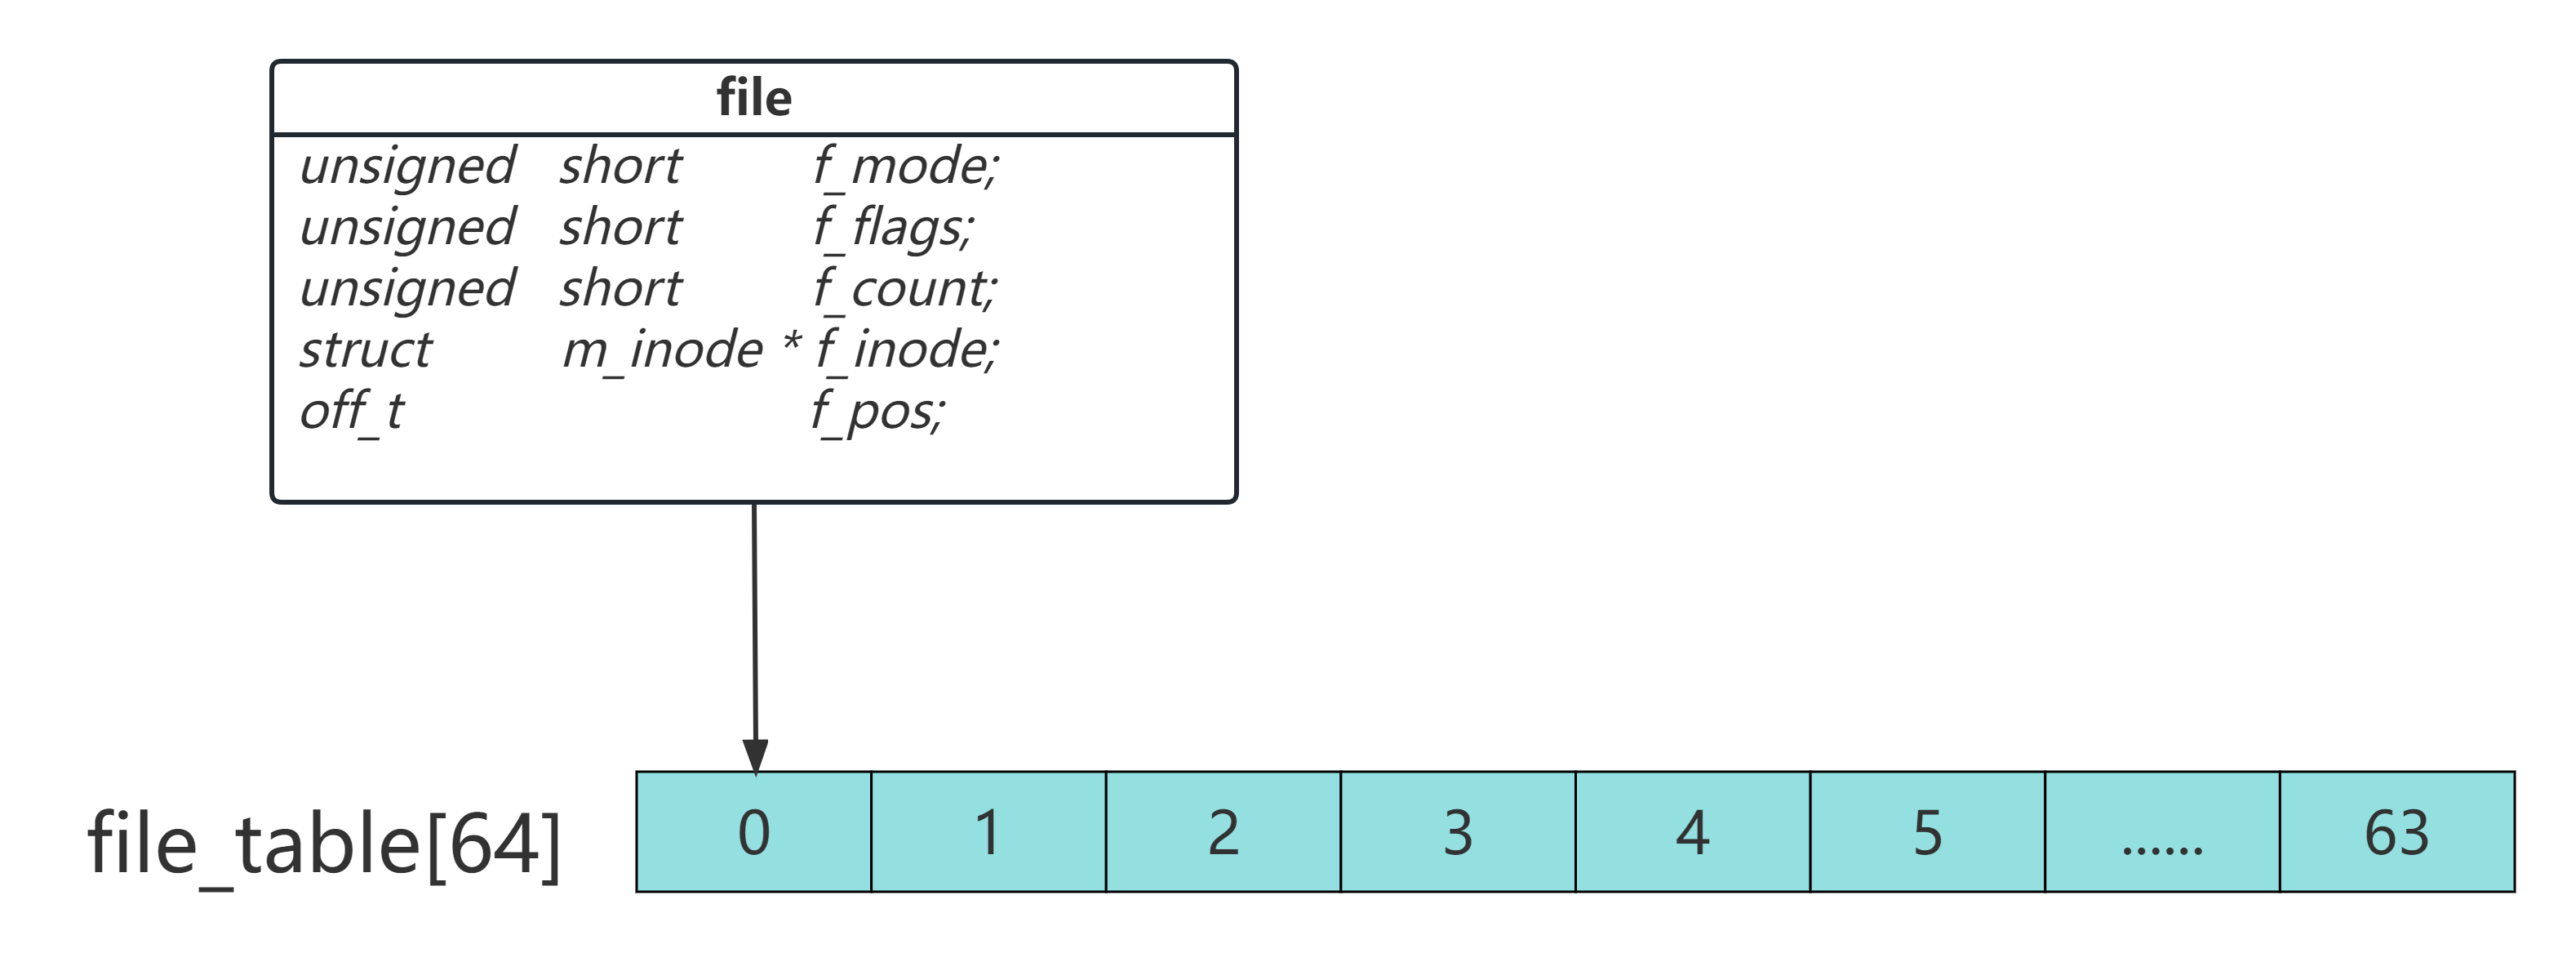 file
unsigned short f_mode;
unsigned short f_flags;
unsigned short f_count;
struct m_inode * f_inode;
off_t f_pos;
file_table[64] 0 1 2 3 4 5 ...... 63